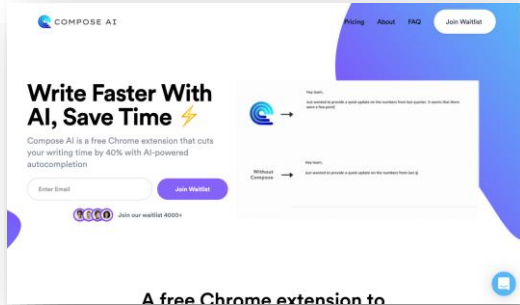 COMPOSE AI
Pricing About FAQ Join Waitlist
Write Faster With
AI, Save Time ⚡
Compose AI is a free Chrome extension that cuts
your writing time by 40% with AI-powered
autocompletion
Enter Email Join Waitlist
Join our waitlist 4000+
Hey team,
Just wanted to provide a quick update on the numbers from last quarter. It seems that there
were a few post
Without
Compose
Hey team,
Just wanted to provide a quick update on the numbers from last q
A free Chrome extension to